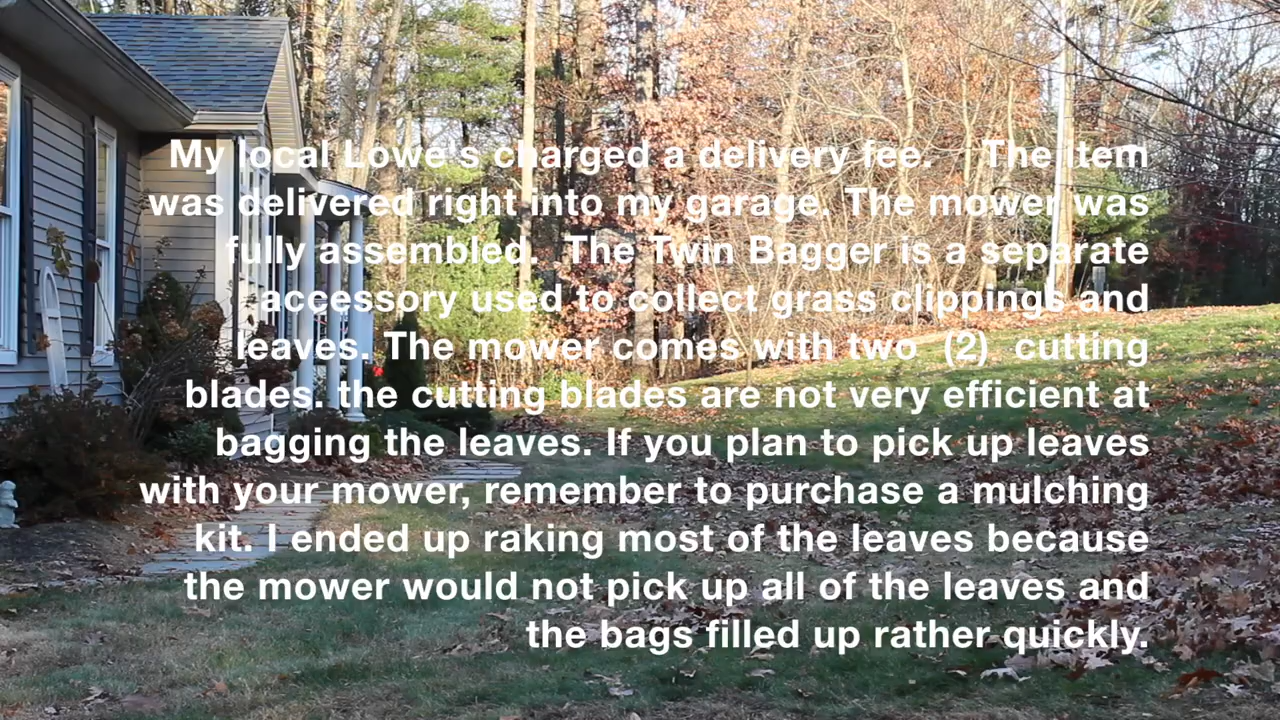 My local Lowe's charged a delivery fee. The item
was delivered right into my garage. The mower was
fully assembled. The Twin Bagger is a separate
accessory used to collect grass clippings and
leaves. The mower comes with two (2) cutting
blades. the cutting blades are not very efficient at
bagging the leaves. If you plan to pick up leaves
with your mower, remember to purchase a mulching
kit. I ended up raking most of the leaves because
the mower would not pick up all of the leaves and
the bags filled up rather quickly.